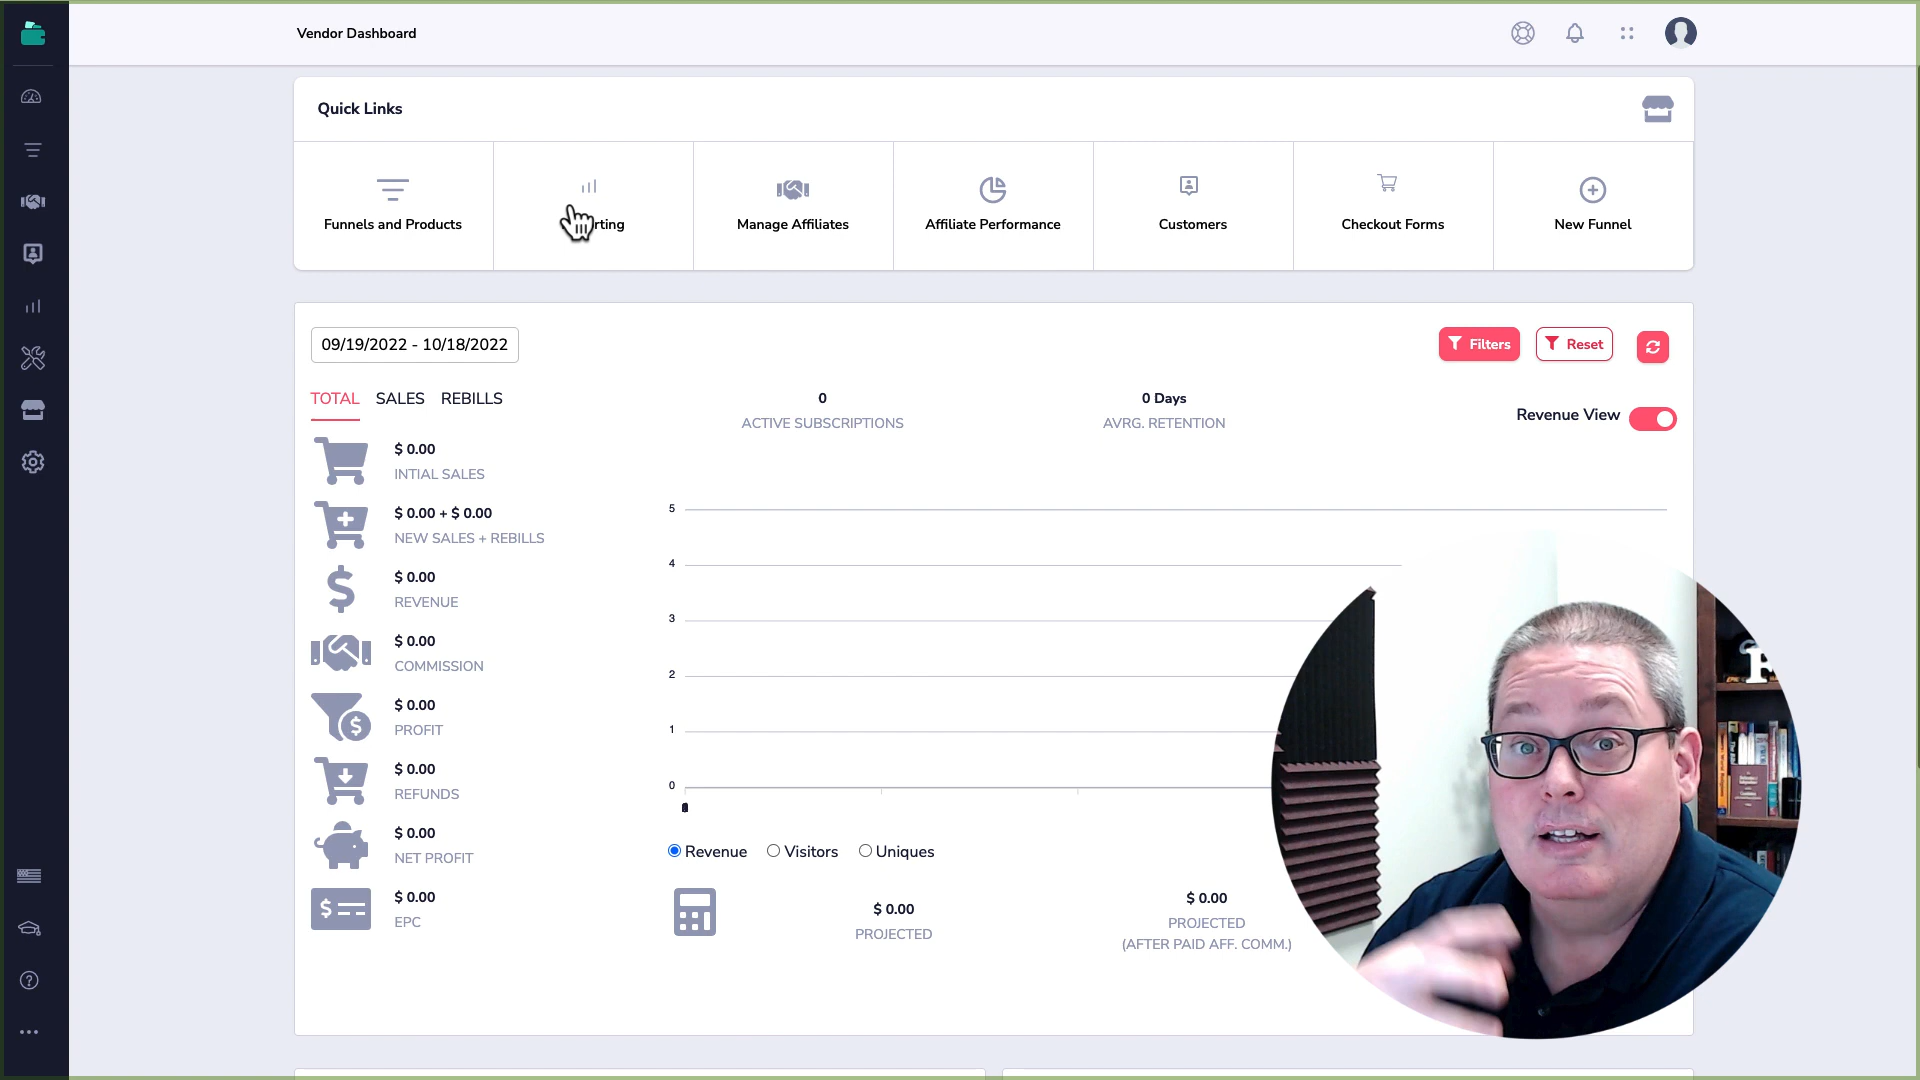 Vendor Dashboard
Quick Links
Funnels and Products
rting
Manage Affiliates
Affiliate Performance
Customers
Checkout Forms
New Funnel
09/19/2022 - 10/18/2022
Filters
Reset
TOTAL SALES REBILLS
0
ACTIVE SUBSCRIPTIONS
0 Days
AVRG. RETENTION
Revenue View
$ 0.00
INTIAL SALES
$ 0.00 + $ 0.00
NEW SALES + REBILLS
$ 0.00
REVENUE
$ 0.00
COMMISSION
$ 0.00
PROFIT
$ 0.00
REFUNDS
$ 0.00
NET PROFIT
$ 0.00
EPC
5
4
3
2
1
0
Revenue Visitors Uniques
$ 0.00
PROJECTED
$ 0.00
PROJECTED
(AFTER PAID AFF. COMM.)